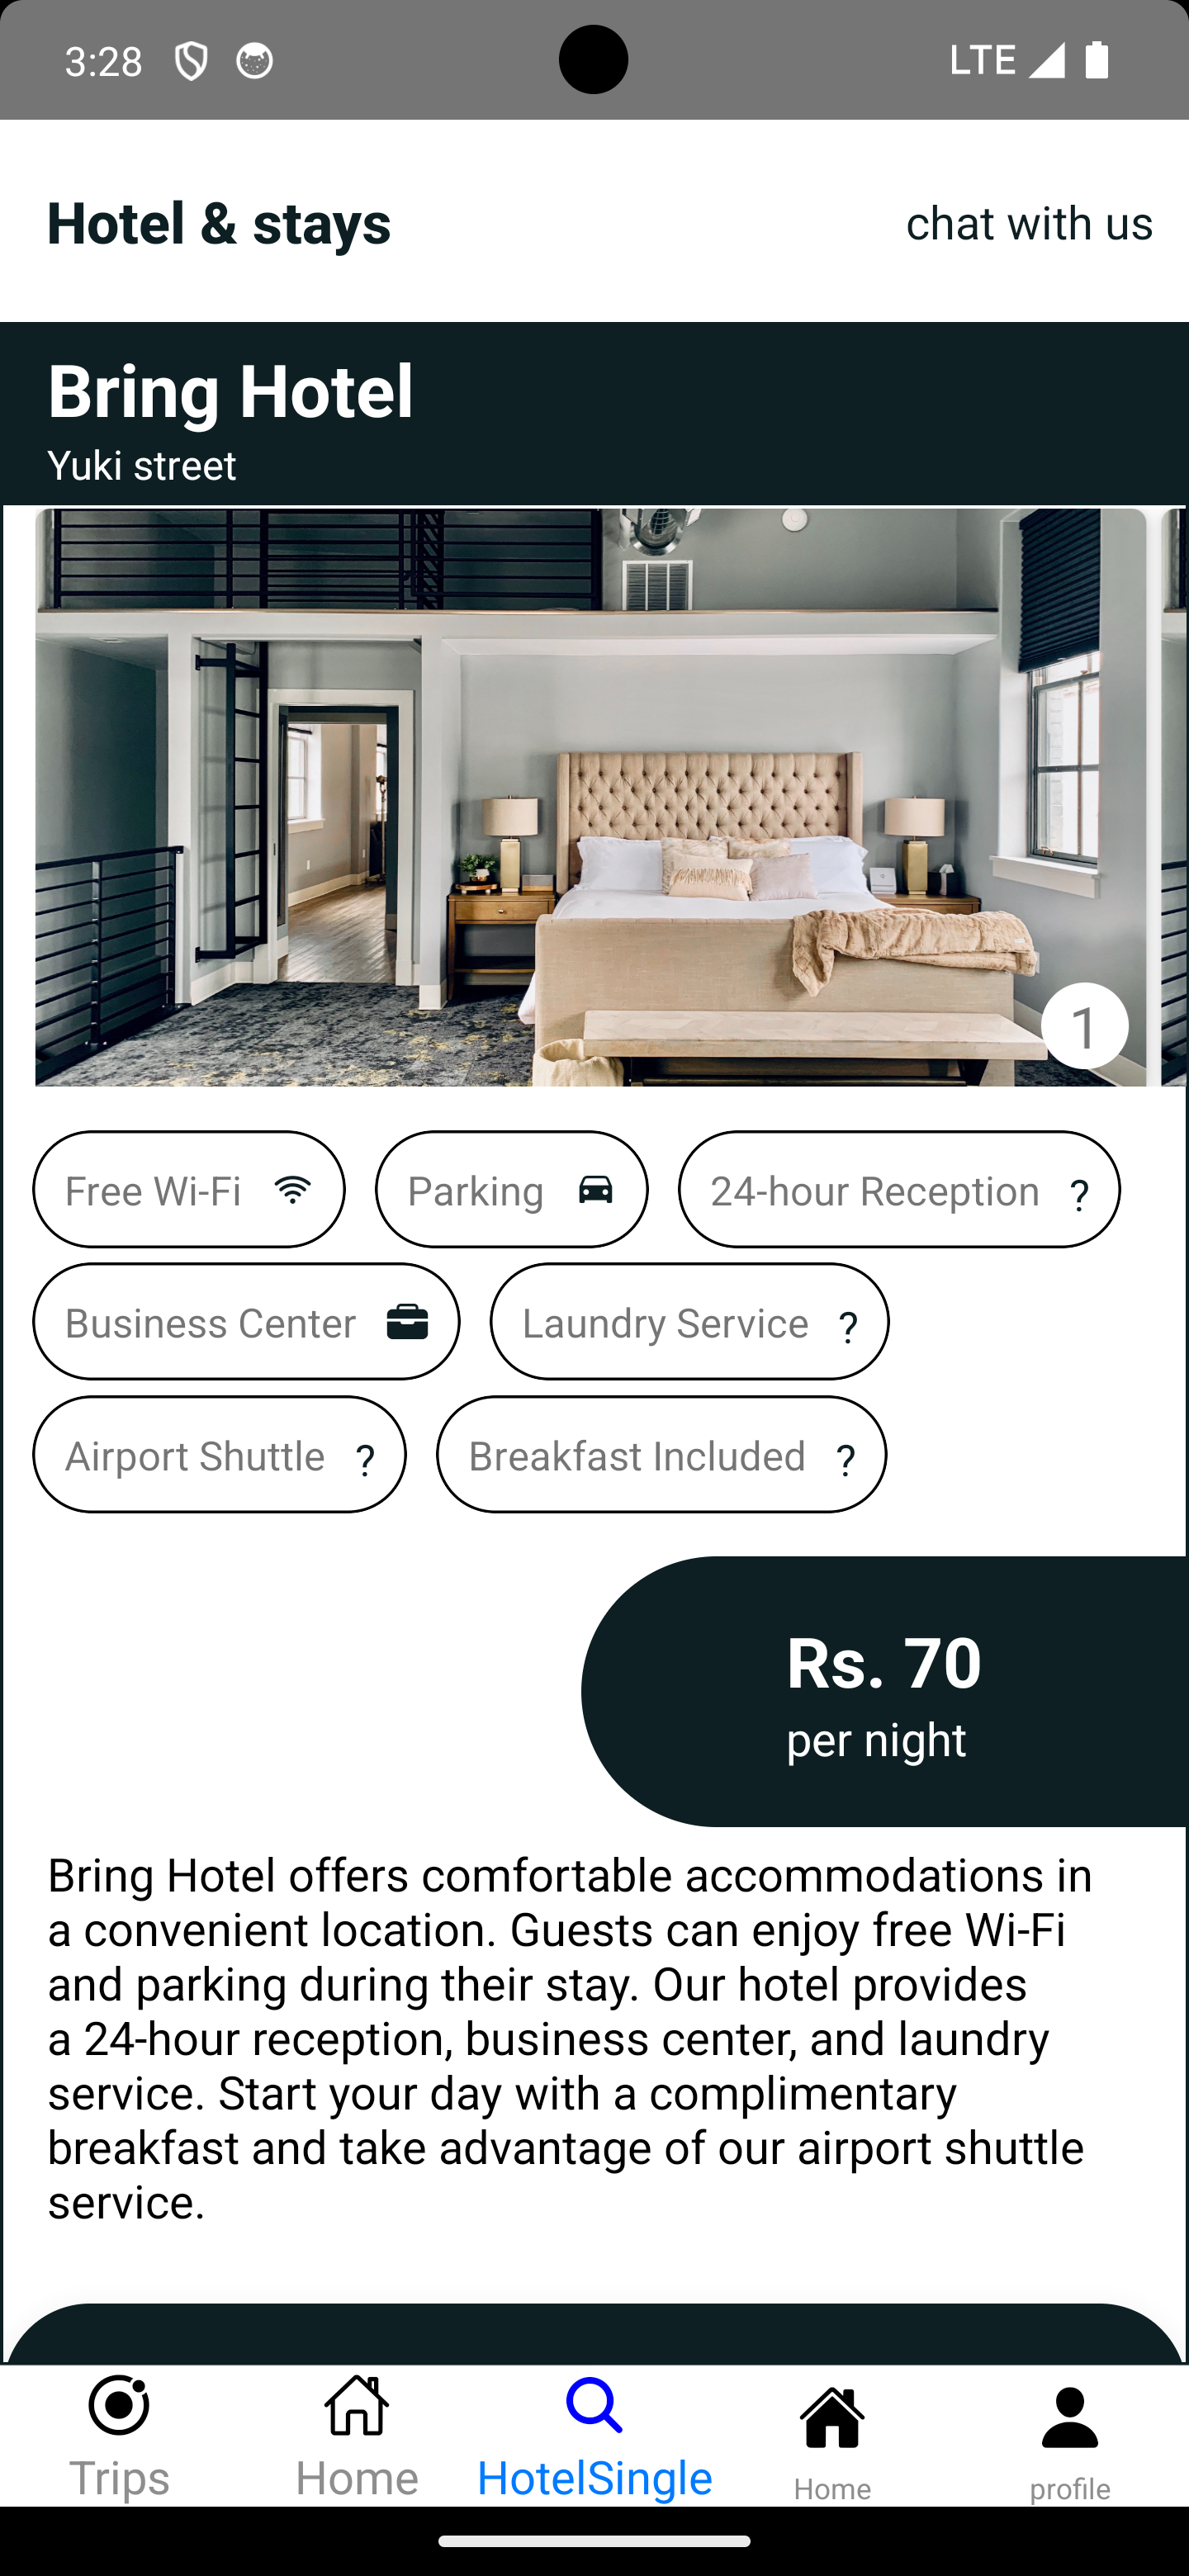 3:28
LTE
Hotel & stays
chat with us
Bring Hotel
Yuki street
1
Free Wi-Fi
Parking
24-hour Reception ?
Business Center
Laundry Service ?
Airport Shuttle ?
Breakfast Included ?
Rs. 70
per night
Bring Hotel offers comfortable accommodations in
a convenient location. Guests can enjoy free Wi-Fi
and parking during their stay. Our hotel provides
a 24-hour reception, business center, and laundry
service. Start your day with a complimentary
breakfast and take advantage of our airport shuttle
service.
Trips
Home
HotelSingle
Home
profile